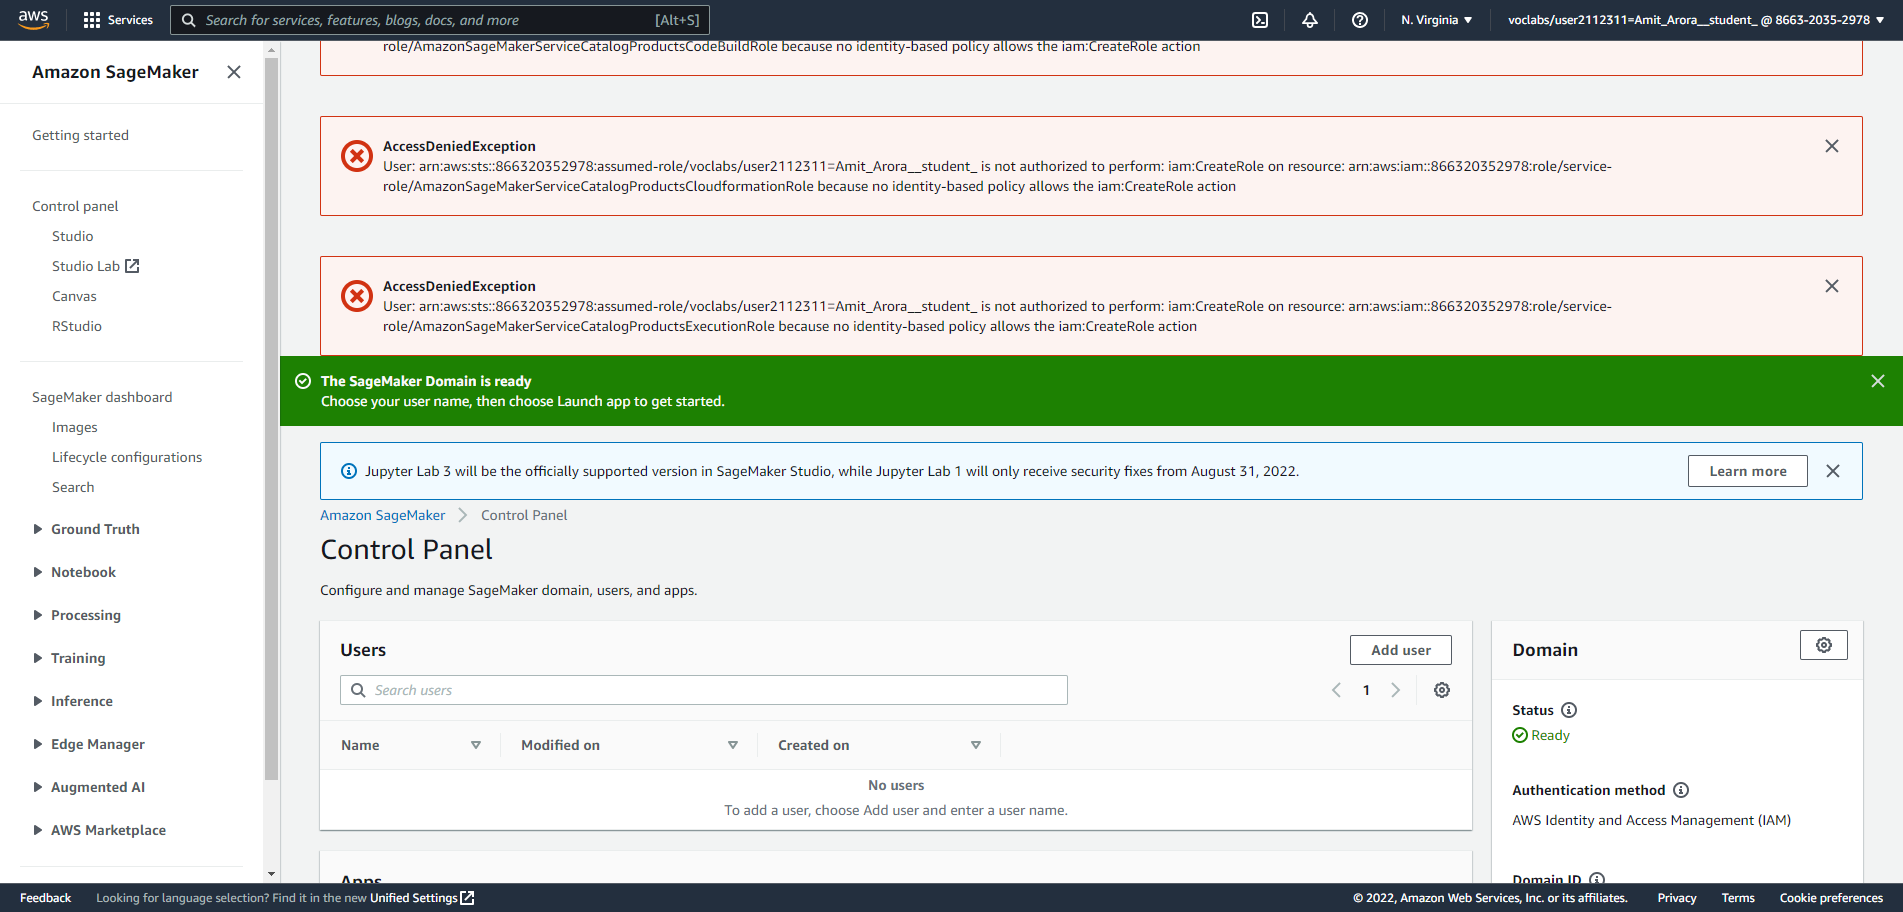 aws
Services
Search for services, features, blogs, docs, and more
[Alt+S]
N. Virginia
voclabs/user2112311=Amit_Arora__student_ @ 8663-2035-2978
Amazon SageMaker
Getting started
Control panel
Studio
Studio Lab
Canvas
RStudio
SageMaker dashboard
Images
Lifecycle configurations
Search
Ground Truth
Notebook
Processing
Training
Inference
Edge Manager
Augmented AI
AWS Marketplace
role/AmazonSageMakerServiceCatalogProductsCodeBuildRole because no identity-based policy allows the iam:CreateRole action
AccessDeniedException
User: arn:aws:sts::866320352978:assumed-role/voclabs/user2112311=Amit_Arora__student_ is not authorized to perform: iam:CreateRole on resource: arn:aws:iam::866320352978:role/service-
role/AmazonSageMakerServiceCatalogProductsCloudformationRole because no identity-based policy allows the iam:CreateRole action
AccessDeniedException
User: arn:aws:sts::866320352978:assumed-role/voclabs/user2112311=Amit_Arora__student_ is not authorized to perform: iam:CreateRole on resource: arn:aws:iam::866320352978:role/service-
role/AmazonSageMakerServiceCatalogProductsExecutionRole because no identity-based policy allows the iam:CreateRole action
The SageMaker Domain is ready
Choose your user name, then choose Launch app to get started.
Jupyter Lab 3 will be the officially supported version in SageMaker Studio, while Jupyter Lab 1 will only receive security fixes from August 31, 2022.
Learn more
Amazon SageMaker
Control Panel
Control Panel
Configure and manage SageMaker domain, users, and apps.
Users
Add user
Search users
1
Name
Modified on
Created on
No users
To add a user, choose Add user and enter a user name.
Apps
Domain
Status
Ready
Authentication method
AWS Identity and Access Management (IAM)
Domain ID
Feedback
Looking for language selection? Find it in the new Unified Settings
© 2022, Amazon Web Services, Inc. or its affiliates.
Privacy
Terms
Cookie preferences